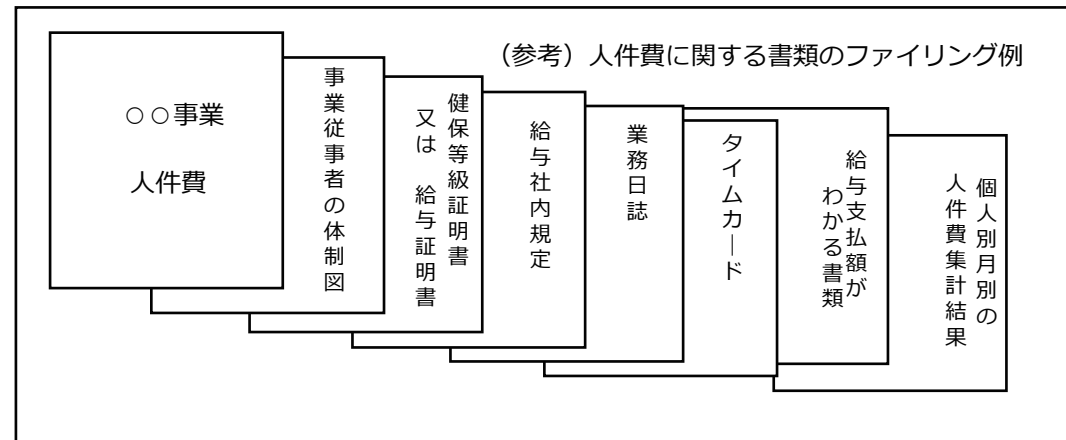 （参考）人件費に関する書類のファイリング例
○○事業
人件費
事業従事者の体制図
健保等級証明書
又は 給与証明書
給与社内規定
業務日誌
タイムカード
給与支払額が
わかる書類
個人別月別の
人件費集計結果